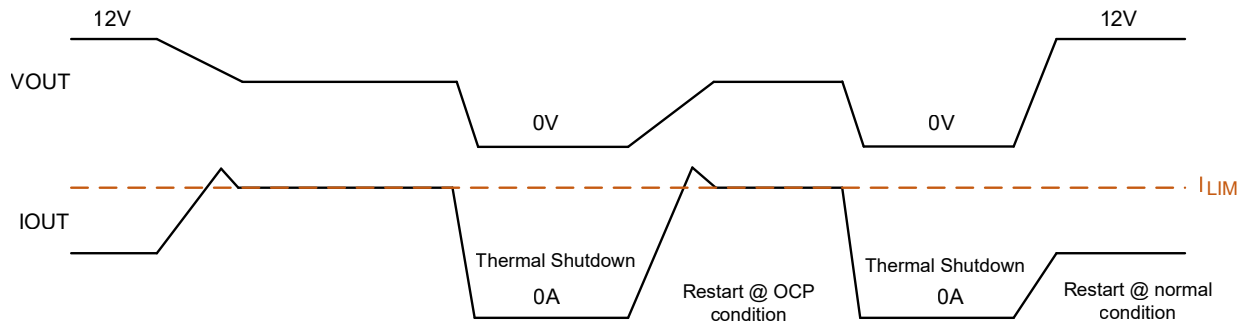 12V
12V
VOUT
0V
0V
ILIM
IOUT
Thermal Shutdown
0A
Restart @ OCP
condition
Thermal Shutdown
0A
Restart @ normal
condition